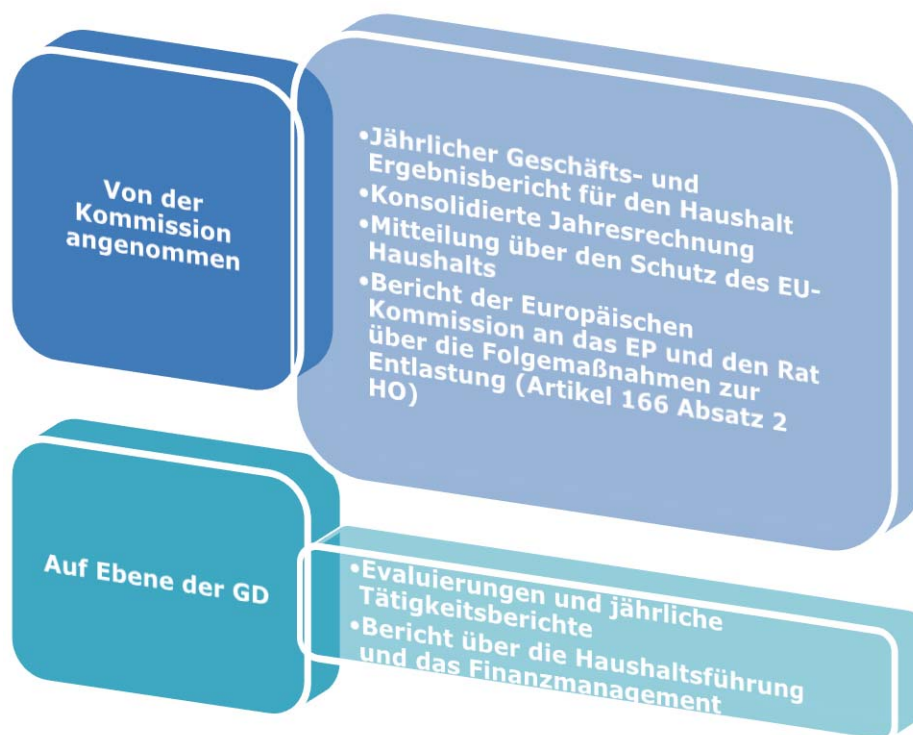 Von der
Kommission
angenommen
•Jährlicher Geschäfts- und
Ergebnisbericht für den Haushalt
•Konsolidierte Jahresrechnung
•Mitteilung über den Schutz des EU-
Haushalts
•Bericht der Europäischen
Kommission an das EP und den Rat
über die Folgemaßnahmen zur
Entlastung (Artikel 166 Absatz 2
HO)
Auf Ebene der GD
•Evaluierungen und jährliche
Tätigkeitsberichte
•Bericht über die Haushaltsführung
und das Finanzmanagement